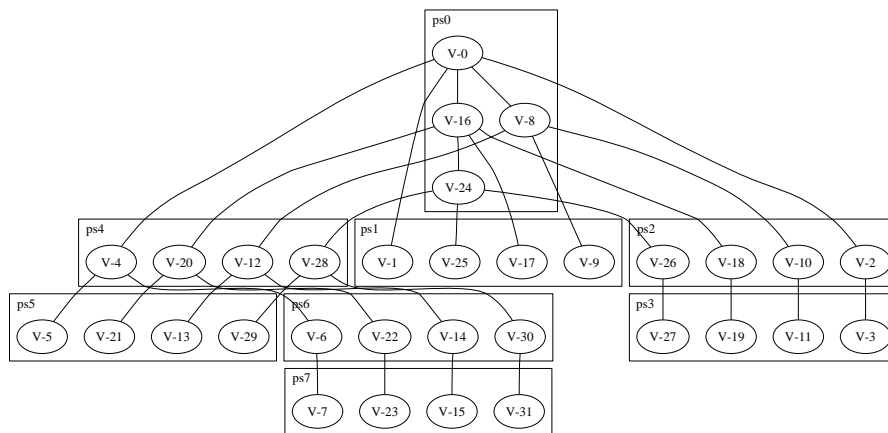 ps0
V-0
V-16 V-8
V-24
ps4 ps1 ps2
V-4 V-20 V-12 V-28 V-1 V-25 V-17 V-9 V-26 V-18 V-10 V-2
ps5 ps6 ps3
V-5 V-21 V-13 V-29 V-6 V-22 V-14 V-30 V-27 V-19 V-11 V-3
ps7
V-7 V-23 V-15 V-31